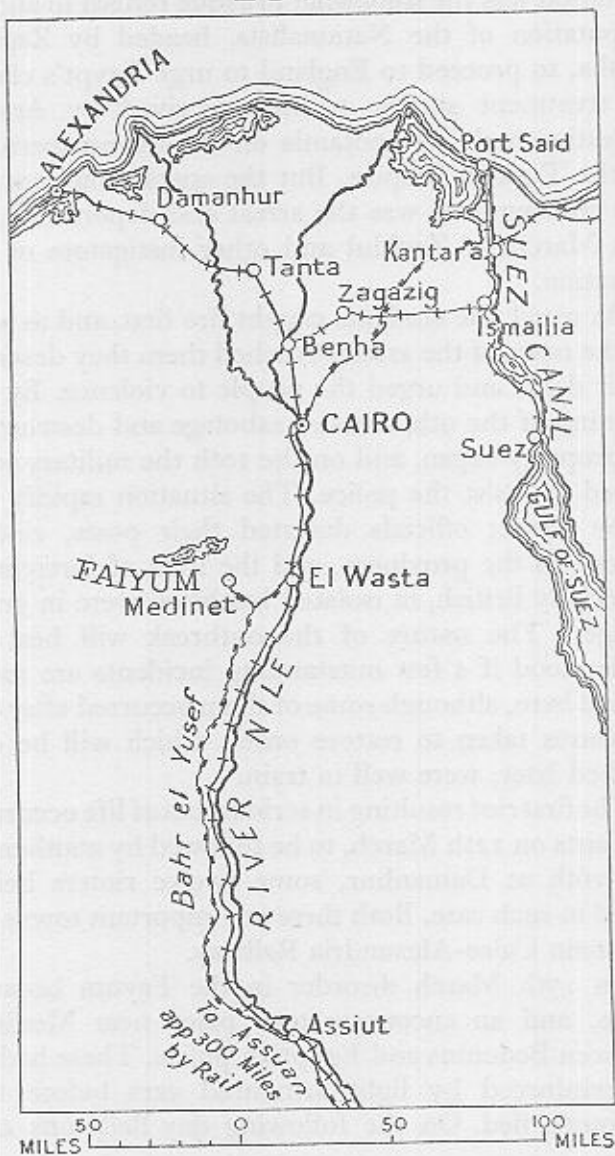 ALEXANDRIA
Port Said
Damanhur
SUEZ CANAL
Kantara
Tanta
Zagazig
Ismailia
Benha
CAIRO
Suez
GULF OF SUEZ
FAIYUM
El Wasta
Medinet
Bahr el Yusef
RIVER NILE
Assiut
To Assuan
app 300 Miles
by Rail
MILES 50 0 50 100 MILES